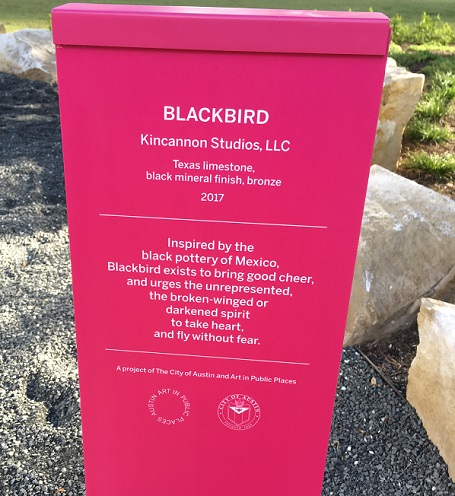 BLACKBIRD
Kincannon Studios, LLC
Texas limestone,
black mineral finish, bronze
2017
Inspired by the
black pottery of Mexico,
Blackbird exists to bring good cheer,
and urges the unrepresented,
the broken-winged or
darkened spirit
to take heart,
and fly without fear.
A project of The City of Austin and Art in Public Places
AUSTIN ART IN PUBLIC PLACES
CITY OF AUSTIN